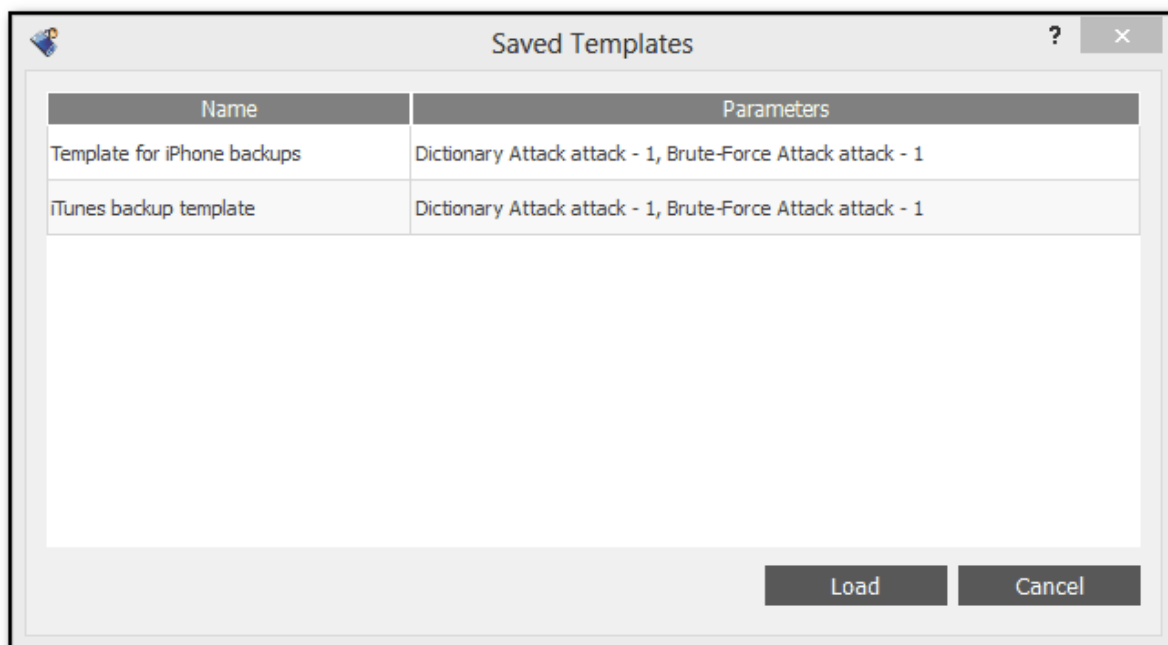 Saved Templates
?
×
Name Parameters
Template for iPhone backups Dictionary Attack attack - 1, Brute-Force Attack attack - 1
iTunes backup template Dictionary Attack attack - 1, Brute-Force Attack attack - 1
Load Cancel